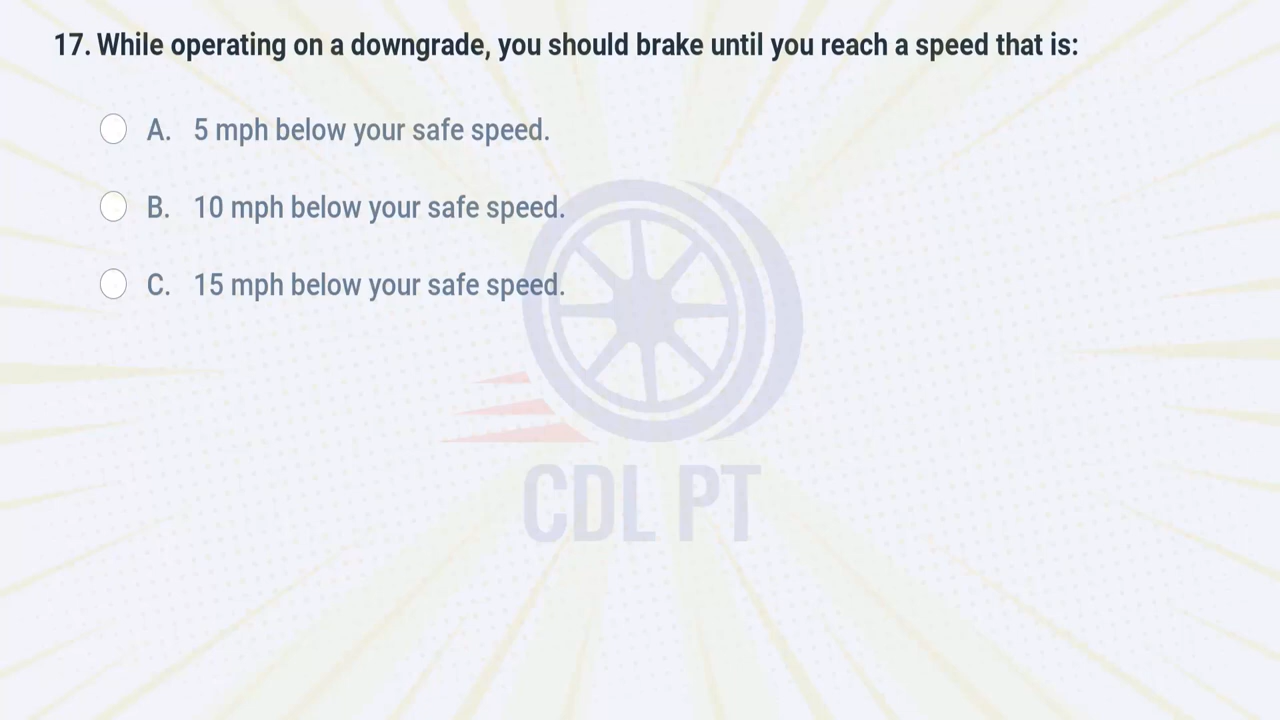 17. While operating on a downgrade, you should brake until you reach a speed that is:
A. 5 mph below your safe speed.
B. 10 mph below your safe speed.
C. 15 mph below your safe speed.
CDL PT